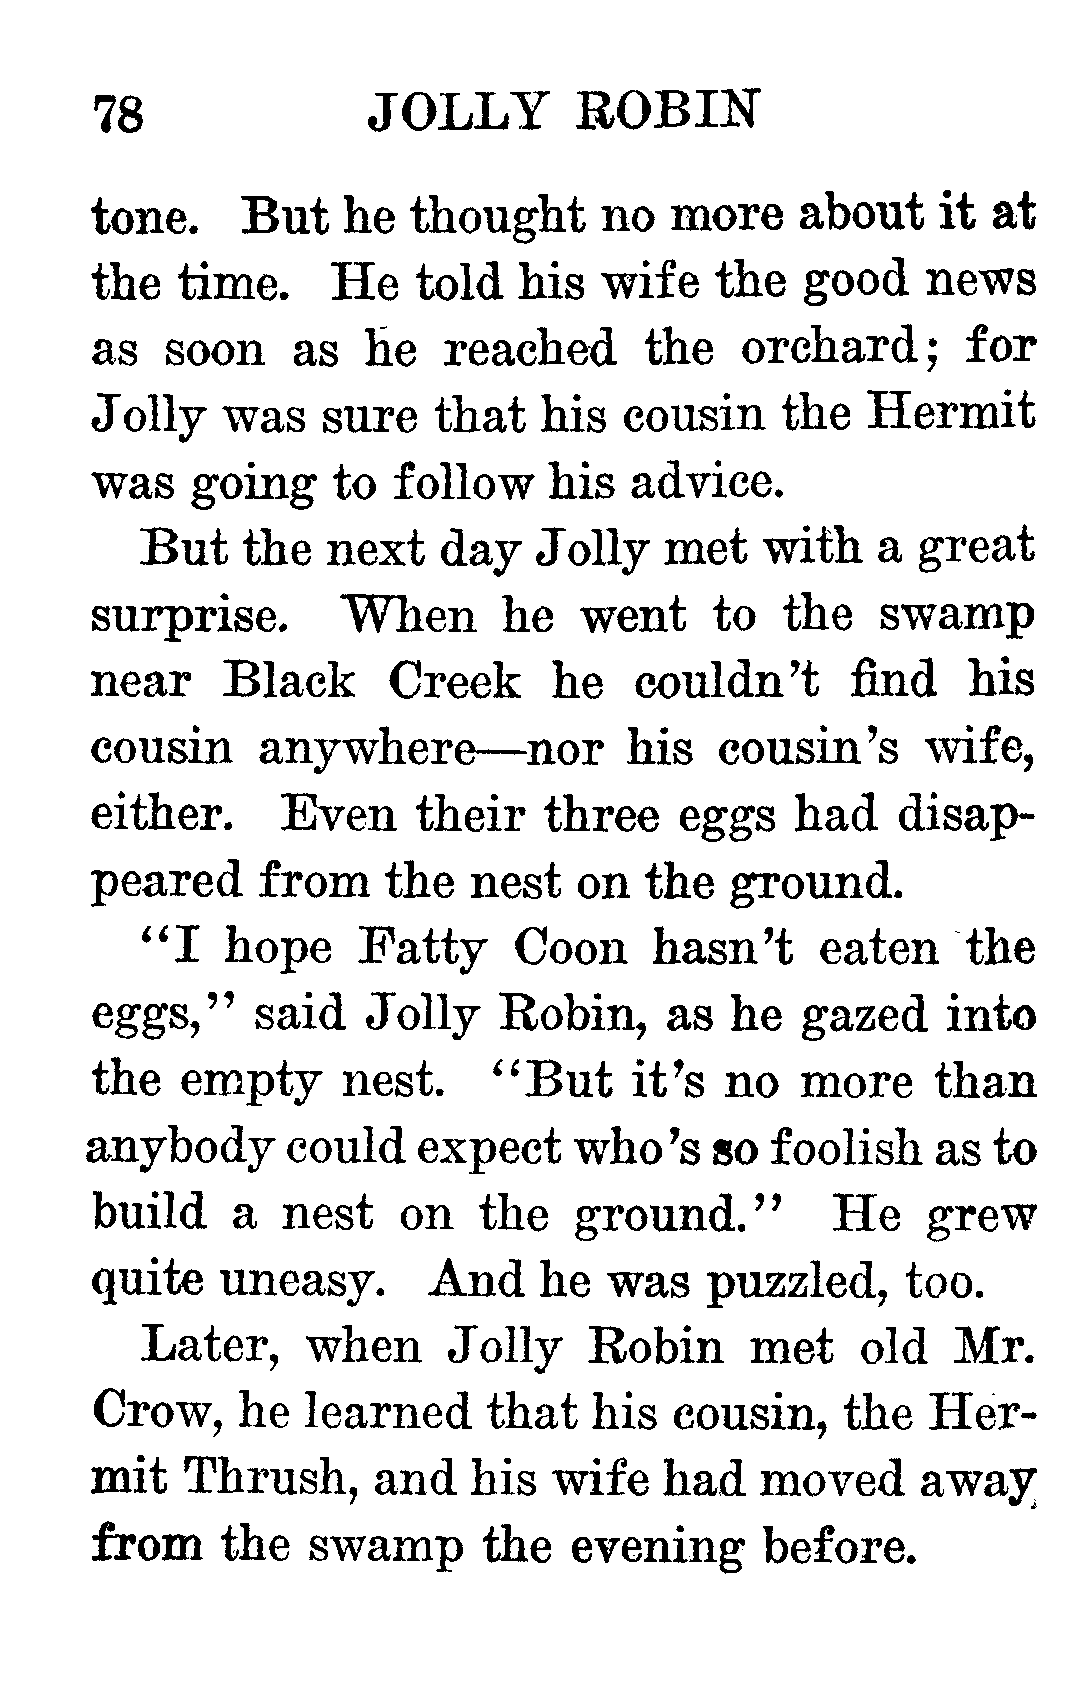 78 JOLLY ROBIN
tone. But he thought no more about it at
the time. He told his wife the good news
as soon as he reached the orchard; for
Jolly was sure that his cousin the Hermit
was going to follow his advice.
But the next day Jolly met with a great
surprise. When he went to the swamp
near Black Creek he couldn't find his
cousin anywhere—nor his cousin's wife,
either. Even their three eggs had disap-
peared from the nest on the ground.
"I hope Fatty Coon hasn't eaten the
eggs," said Jolly Robin, as he gazed into
the empty nest. "But it's no more than
anybody could expect who's so foolish as to
build a nest on the ground." He grew
quite uneasy. And he was puzzled, too.
Later, when Jolly Robin met old Mr.
Crow, he learned that his cousin, the Her-
mit Thrush, and his wife had moved away
from the swamp the evening before.